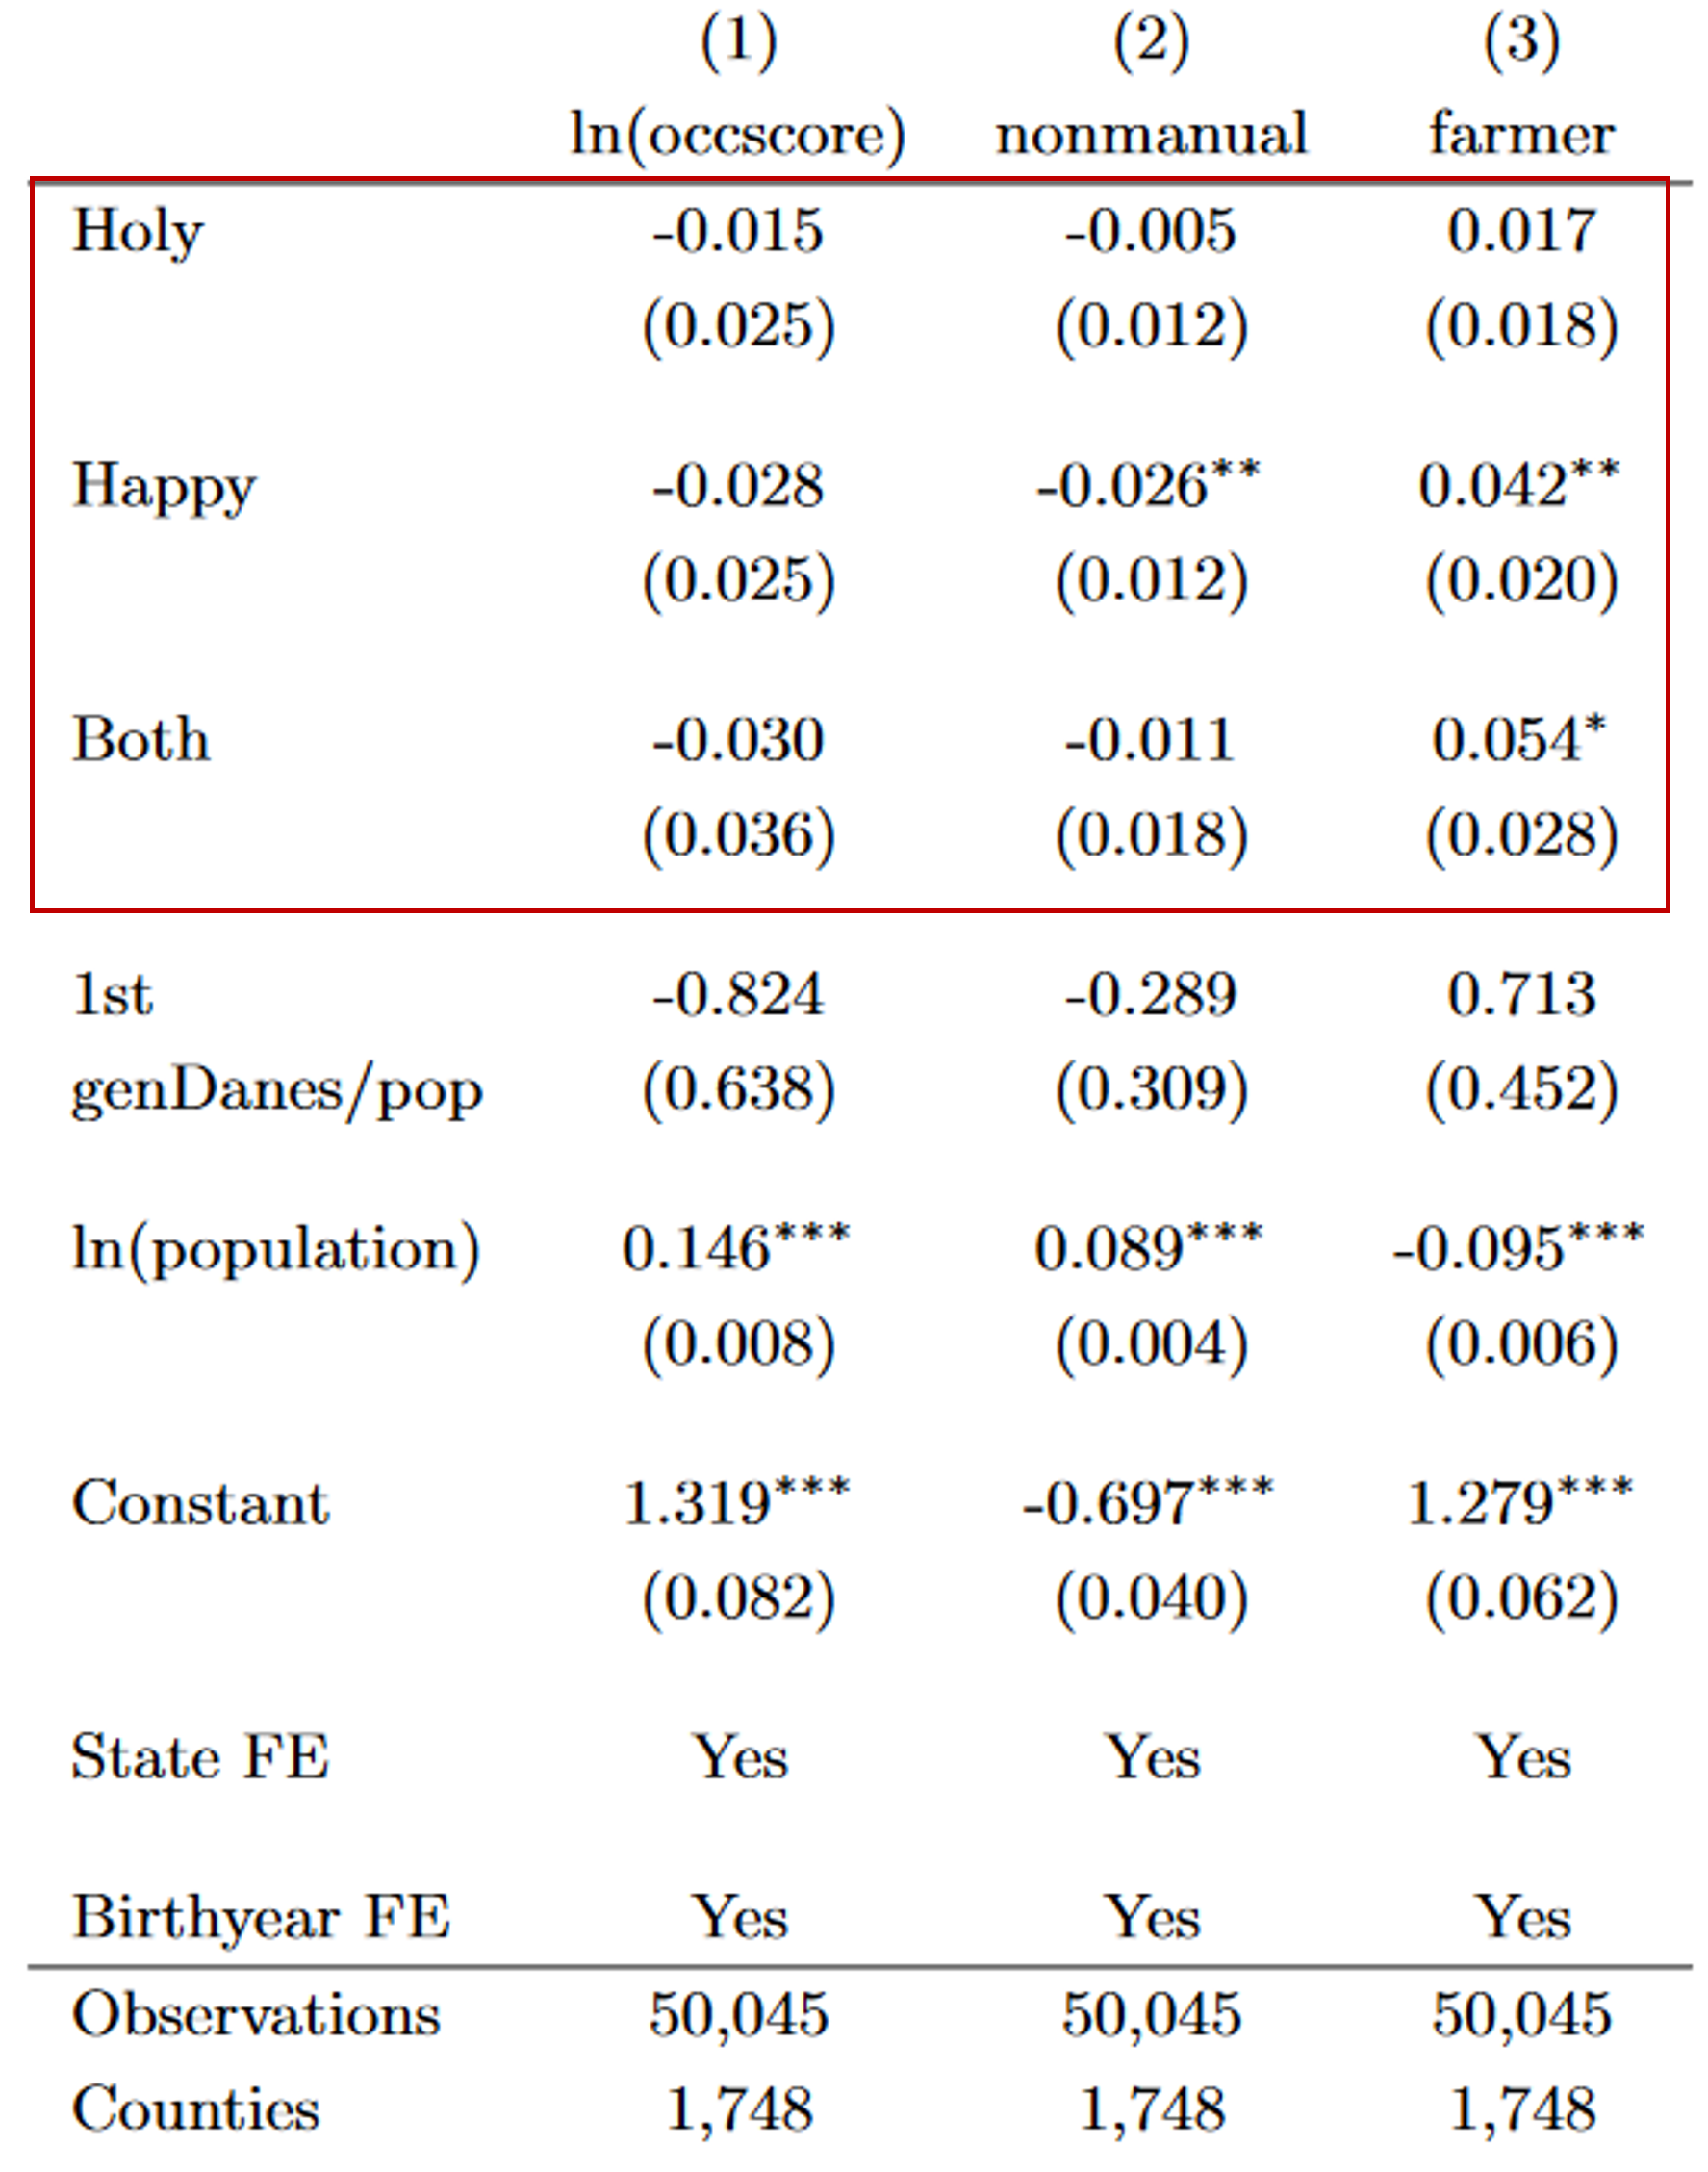 (1) (2) (3)
ln(occscore) nonmanual farmer
Holy -0.015 -0.005 0.017
(0.025) (0.012) (0.018)
Happy -0.028 -0.026** 0.042**
(0.025) (0.012) (0.020)
Both -0.030 -0.011 0.054*
(0.036) (0.018) (0.028)
1st -0.824 -0.289 0.713
genDanes/pop (0.638) (0.309) (0.452)
ln(population) 0.146*** 0.089*** -0.095***
(0.008) (0.004) (0.006)
Constant 1.319*** -0.697*** 1.279***
(0.082) (0.040) (0.062)
State FE Yes Yes Yes
Birthyear FE Yes Yes Yes
Observations 50,045 50,045 50,045
Counties 1,748 1,748 1,748